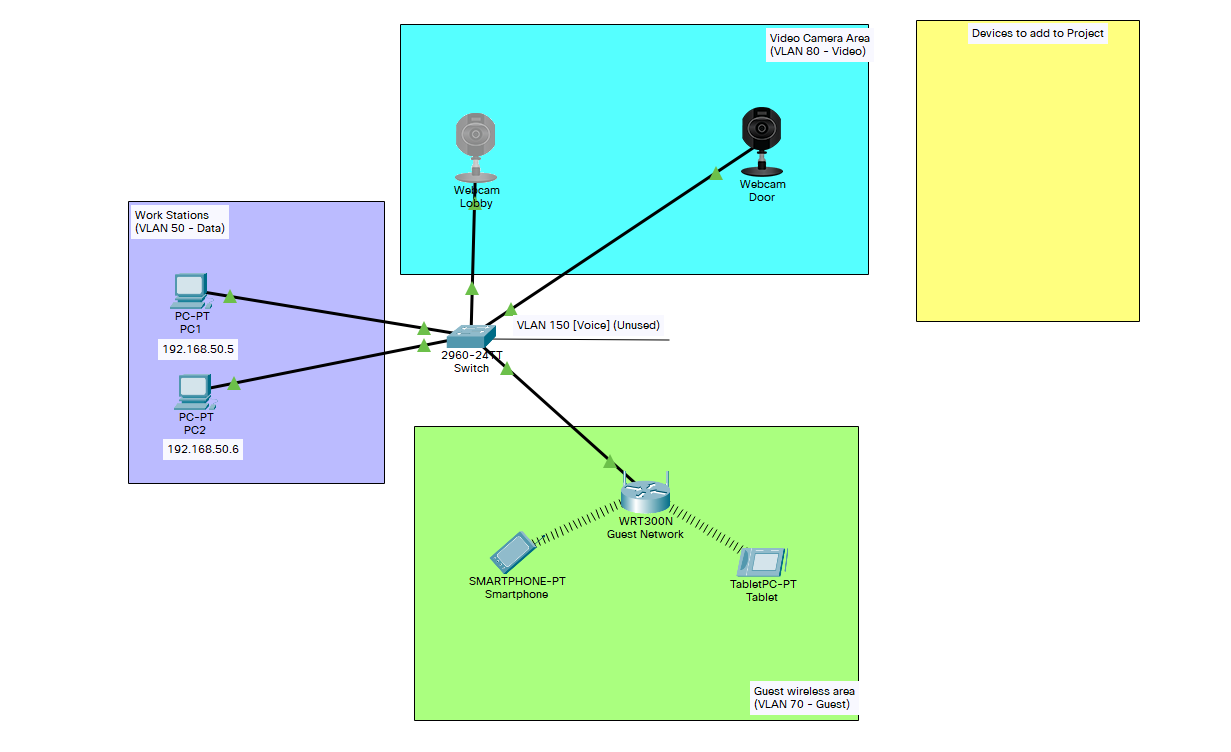 Video Camera Area
(VLAN 80 - Video)
Devices to add to Project
Webcam
Lobby
Webcam
Door
Work Stations
(VLAN 50 - Data)
PC-PT
PC1
192.168.50.5
PC-PT
PC2
192.168.50.6
VLAN 150 [Voice] (Unused)
2960-24TT
Switch
WRT300N
Guest Network
SMARTPHONE-PT
Smartphone
TabletPC-PT
Tablet
Guest wireless area
(VLAN 70 - Guest)